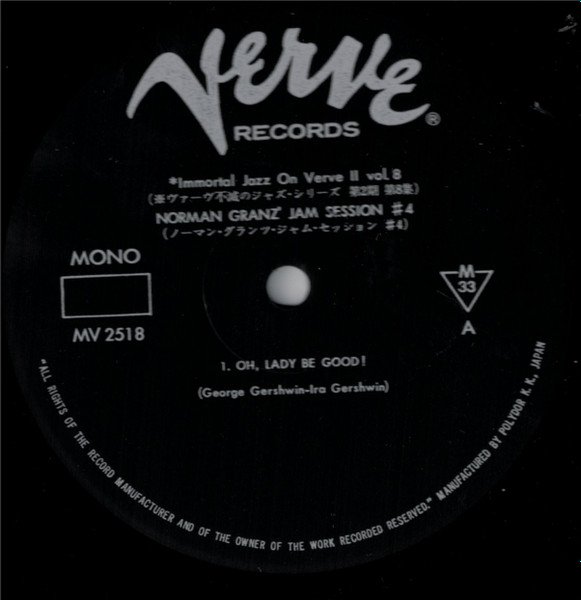 Verve
®
RECORDS
*Immortal Jazz On Verve II vol. 8
(※ヴァーヴ不滅のジャズ・シリーズ 第2期 第8集)
NORMAN GRANZ' JAM SESSION #4
(ノーマン・グランツ・ジャム・セッション #4)
MONO
MV 2518
M
33
A
1. OH, LADY BE GOOD!
(George Gershwin-Ira Gershwin)
"ALL RIGHTS OF THE RECORD MANUFACTURER AND OF THE OWNER OF THE WORK RECORDED RESERVED." MANUFACTURED BY POLYDOR K. K., JAPAN